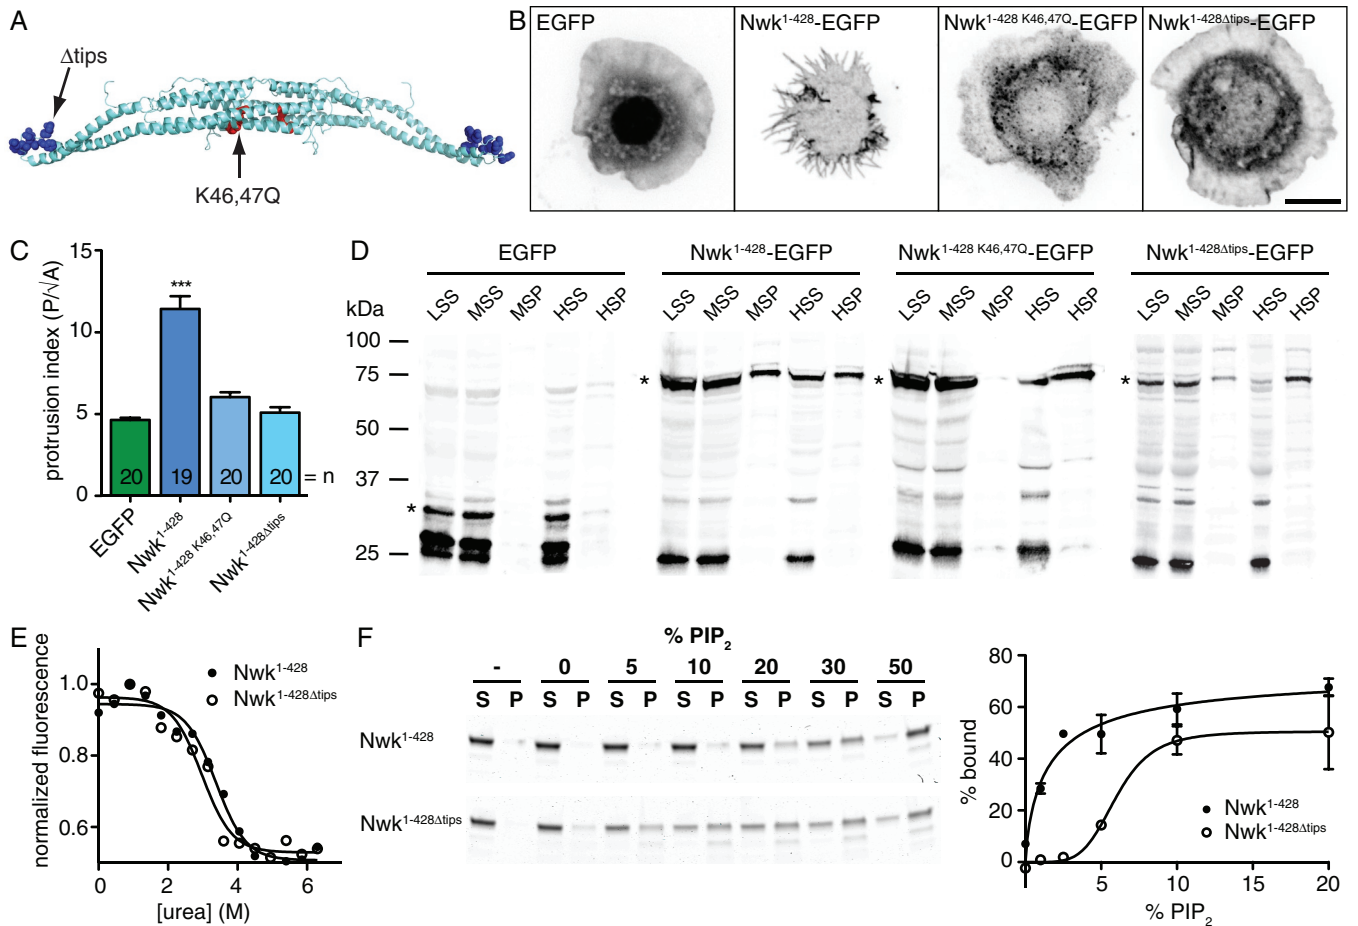 A
Δtips
K46,47Q
B
EGFP
Nwk1-428-EGFP
Nwk1-428 K46,47Q-EGFP
Nwk1-428Δtips-EGFP
C
protrusion index (P/√A)
15
10
5
0
***
20
19
20
20
= n
EGFP
Nwk1-428
Nwk1-428 K46,47Q
Nwk1-428Δtips
D
EGFP
Nwk1-428-EGFP
Nwk1-428 K46,47Q-EGFP
Nwk1-428Δtips-EGFP
LSS MSS MSP HSS HSP
LSS MSS MSP HSS HSP
LSS MSS MSP HSS HSP
LSS MSS MSP HSS HSP
kDa
100
75
50
37
25
*
*
*
*
E
normalized fluorescence
1.0
0.8
0.6
0 2 4 6
[urea] (M)
Nwk1-428
Nwk1-428Δtips
F
% PIP2
- 0 5 10 20 30 50
S P S P S P S P S P S P S P
Nwk1-428
Nwk1-428Δtips
% bound
80
60
40
20
0
5 10 20
% PIP2
Nwk1-428
Nwk1-428Δtips